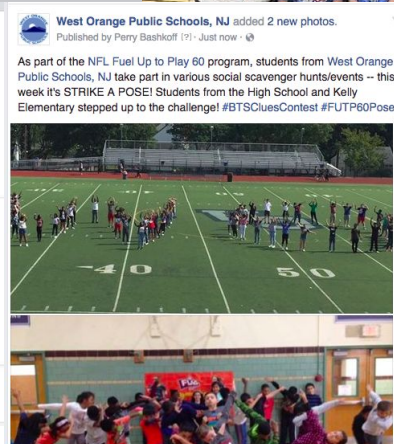 West Orange Public Schools, NJ added 2 new photos.
Published by Perry Bashkoff [?] · Just now ·
As part of the NFL Fuel Up to Play 60 program, students from West Orange
Public Schools, NJ take part in various social scavenger hunts/events -- this
week it's STRIKE A POSE! Students from the High School and Kelly
Elementary stepped up to the challenge! #BTSCluesContest #FUTP60Pose
40 50
FUEL